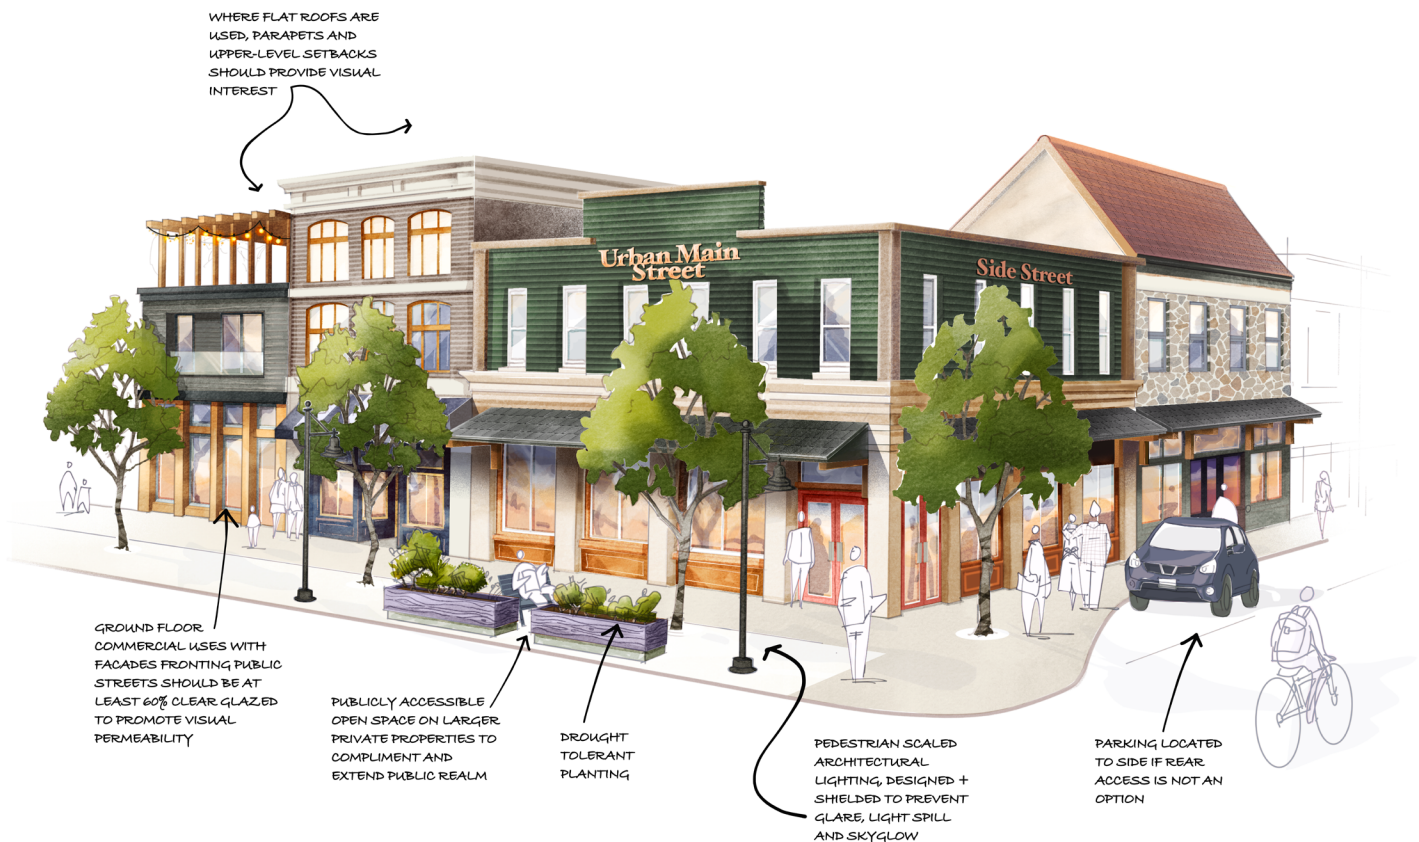 WHERE FLAT ROOFS ARE
USED, PARAPETS AND
UPPER-LEVEL SETBACKS
SHOULD PROVIDE VISUAL
INTEREST
Urban Main
Street
Side Street
GROUND FLOOR
COMMERCIAL USES WITH
FACADES FRONTING PUBLIC
STREETS SHOULD BE AT
LEAST 60% CLEAR GLAZED
TO PROMOTE VISUAL
PERMEABILITY
PUBLICLY ACCESSIBLE
OPEN SPACE ON LARGER
PRIVATE PROPERTIES TO
COMPLIMENT AND
EXTEND PUBLIC REALM
DROUGHT
TOLERANT
PLANTING
PEDESTRIAN SCALED
ARCHITECTURAL
LIGHTING, DESIGNED +
SHIELDED TO PREVENT
GLARE, LIGHT SPILL
AND SKYGLOW
PARKING LOCATED
TO SIDE IF REAR
ACCESS IS NOT AN
OPTION